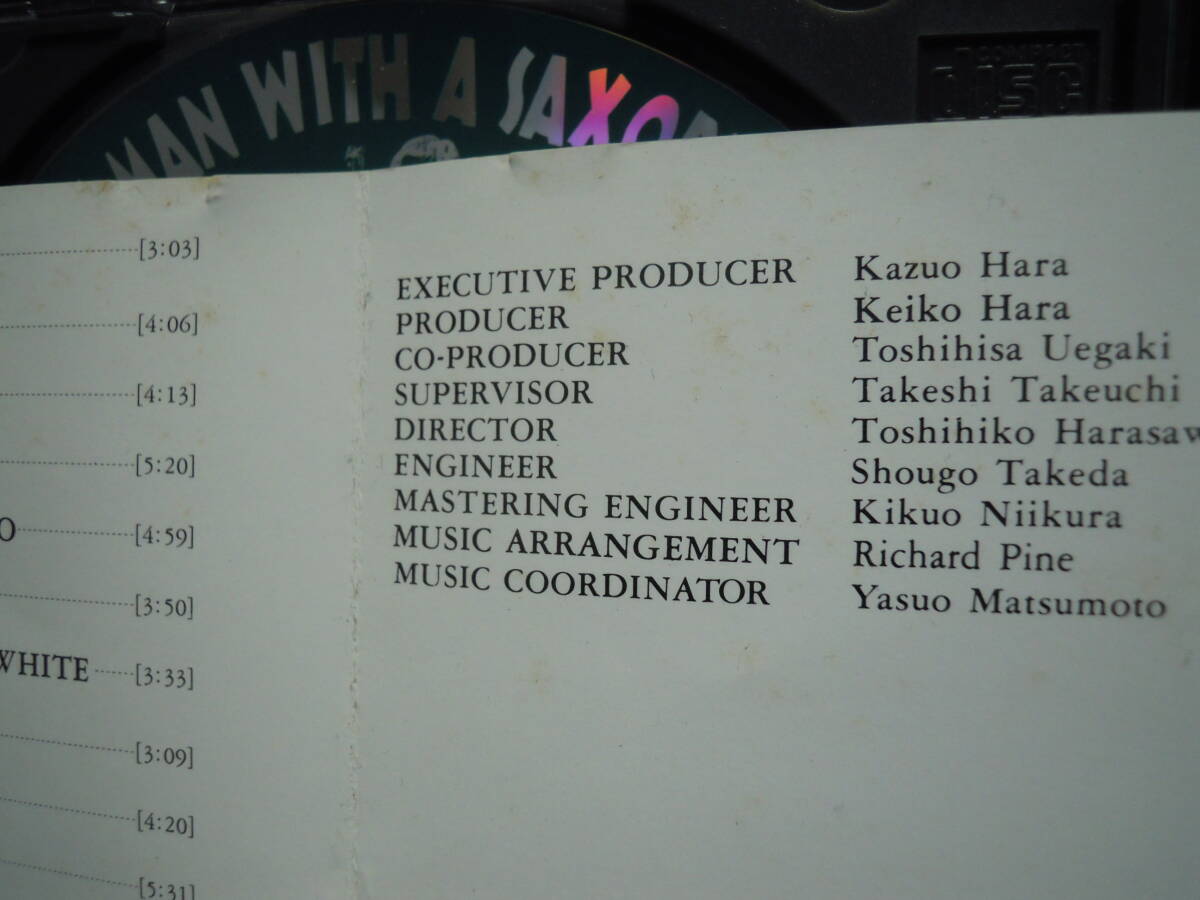 MAN WITH A SAXO
COMPACT
disc
[3:03]
[4:06]
[4:13]
[5:20]
O [4:59]
[3:50]
WHITE [3:33]
[3:09]
[4:20]
[5:31]
EXECUTIVE PRODUCER Kazuo Hara
PRODUCER Keiko Hara
CO-PRODUCER Toshihisa Uegaki
SUPERVISOR Takeshi Takeuchi
DIRECTOR Toshihiko Harasaw
ENGINEER Shougo Takeda
MASTERING ENGINEER Kikuo Niikura
MUSIC ARRANGEMENT Richard Pine
MUSIC COORDINATOR Yasuo Matsumoto